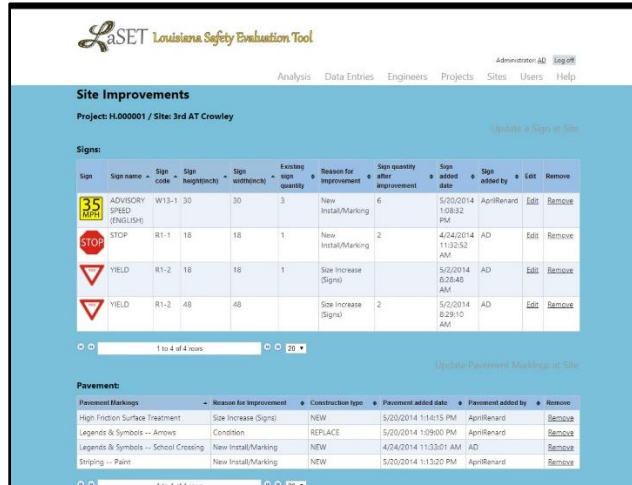 LaSET Louisiana Safety Evaluation Tool
Administrator: AD Log off
Analysis Data Entries Engineers Projects Sites Users Help
Site Improvements
Project: H.000001 / Site: 3rd AT Crowley
Update a Sign at Site
Signs:
Sign Sign name Sign code Sign height(inch) Sign width(inch) Existing sign quantity Reason for Improvement Sign quantity after improvement Sign added date Sign added by Edit Remove
35 MPH ADVISORY SPEED (ENGLISH) W13-1 30 30 3 New Install/Marking 6 5/20/2014 1:08:32 PM AprilRenard Edit Remove
STOP STOP R1-1 18 18 1 New Install/Marking 2 4/24/2014 11:32:52 AM AD Edit Remove
YIELD R1-2 18 18 1 Size Increase (Signs) 5/2/2014 8:28:48 AM AD Edit Remove
YIELD R1-2 48 48 Size Increase (Signs) 2 5/2/2014 8:29:10 AM AD Edit Remove
1 to 4 of 4 rows 20
Update Pavement Markings at Site
Pavement:
Pavement Markings Reason for Improvement Construction type Pavement added date Pavement added by Remove
High Friction Surface Treatment Size Increase (Signs) NEW 5/20/2014 1:14:15 PM AprilRenard Remove
Legends & Symbols -- Arrows Condition REPLACE 5/20/2014 1:09:00 PM AprilRenard Remove
Legends & Symbols -- School Crossing New Install/Marking NEW 4/24/2014 11:33:01 AM AD Remove
Striping -- Paint New Install/Marking NEW 5/20/2014 1:13:20 PM AprilRenard Remove